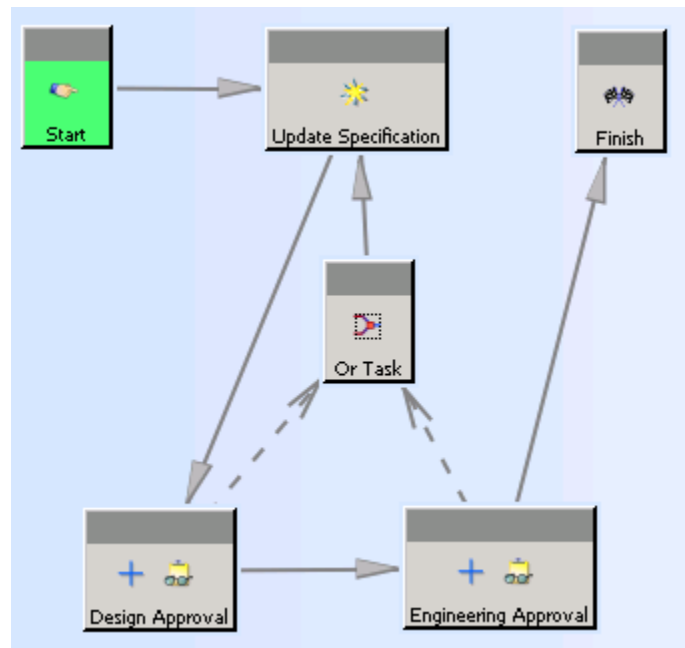 Start
Update Specification
Finish
Or Task
Design Approval
Engineering Approval